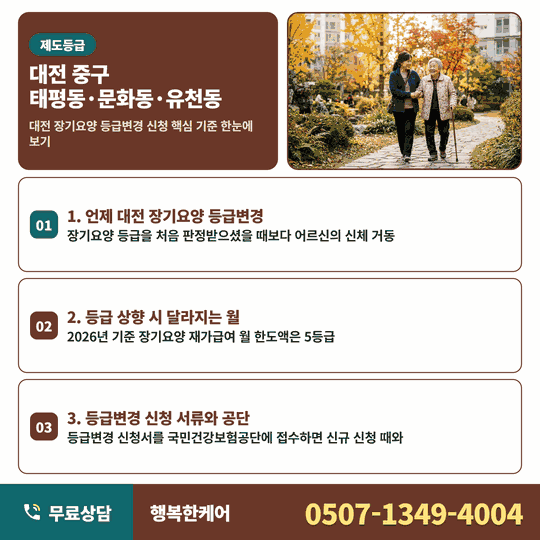 제도등급
대전 중구
태평동·문화동·유천동
대전 장기요양 등급변경 신청 핵심 기준 한눈에
보기
01
1. 언제 대전 장기요양 등급변경
장기요양 등급을 처음 판정받으셨을 때보다 어르신의 신체 거동
02
2. 등급 상향 시 달라지는 월
2026년 기준 장기요양 재가급여 월 한도액은 5등급
03
3. 등급변경 신청 서류와 공단
등급변경 신청서를 국민건강보험공단에 접수하면 신규 신청 때와
무료상담
행복한케어
0507-1349-4004